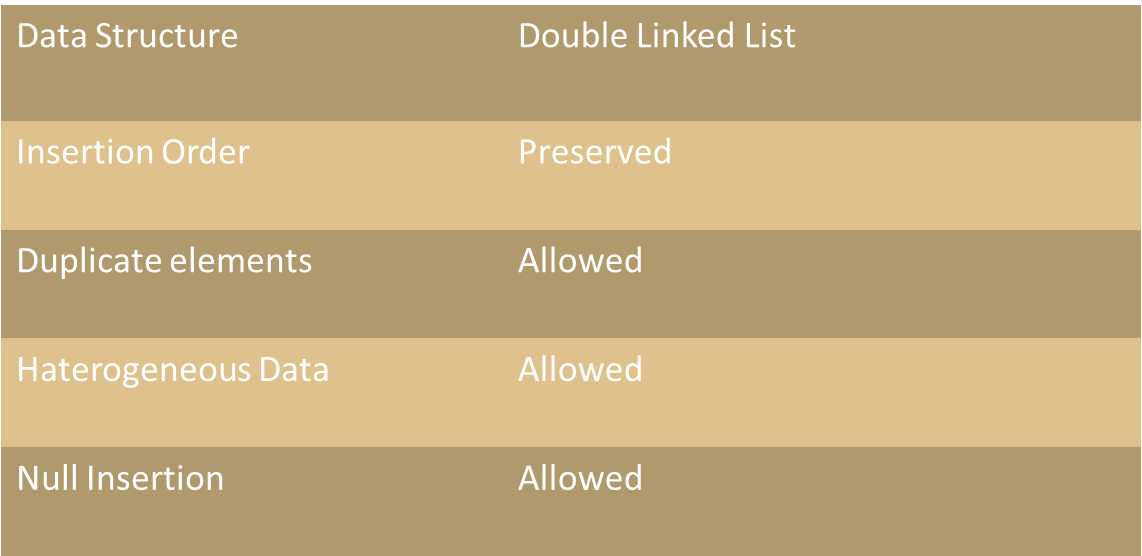 Data Structure Double Linked List
Insertion Order Preserved
Duplicate elements Allowed
Haterogeneous Data Allowed
Null Insertion Allowed